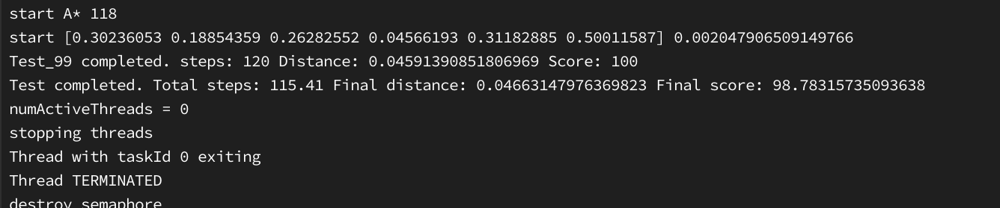 start A* 118
start [0.30236053 0.18854359 0.26282552 0.04566193 0.31182885 0.50011587] 0.002047906509149766
Test_99 completed. steps: 120 Distance: 0.04591390851806969 Score: 100
Test completed. Total steps: 115.41 Final distance: 0.04663147976369823 Final score: 98.78315735093638
numActiveThreads = 0
stopping threads
Thread with taskId 0 exiting
Thread TERMINATED
destroy semaphore